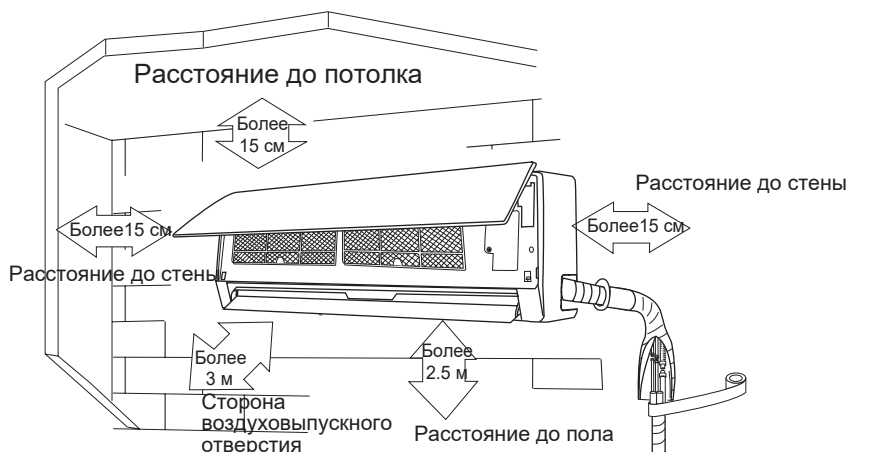 Расстояние до потолка
Более
15 см
Расстояние до стены
Более15 см
Более15 см
Расстояние до стены
Более
3 м
Сторона
воздуховыпускного
отверстия
Более
2.5 м
Расстояние до пола